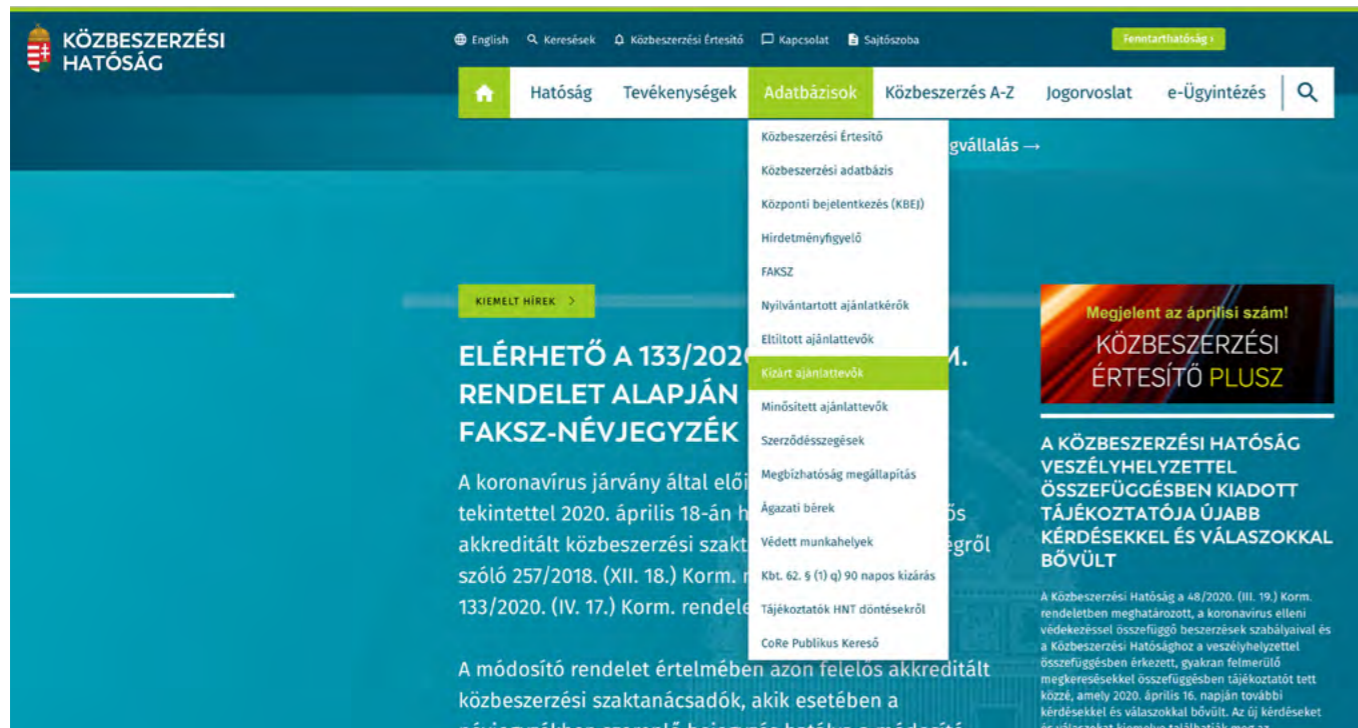 KÖZBESZERZÉSI
HATÓSÁG
English Keresések Közbeszerzési Értesítő Kapcsolat Sajtószoba
Fenntarthatóság ›
Hatóság Tevékenységek Adatbázisok Közbeszerzés A-Z Jogorvoslat e-Ügyintézés
gvállalás →
Közbeszerzési Értesítő
Közbeszerzési adatbázis
Központi bejelentkezés (KBEJ)
Hirdetményfigyelő
FAKSZ
Nyilvántartott ajánlatkérők
Eltiltott ajánlattevők
Kizárt ajánlattevők
Minősített ajánlattevők
Szerződésszegések
Megbízhatóság megállapítás
Ágazati bérek
Védett munkahelyek
Kbt. 62. § (1) q) 90 napos kizárás
Tájékoztatók HNT döntésekről
CoRe Publikus Kereső
KIEMELT HÍREK >
ELÉRHETŐ A 133/202 M.
RENDELET ALAPJÁN
FAKSZ-NÉVJEGYZÉK
A koronavírus járvány által elői
tekintettel 2020. április 18-án h ős
akkreditált közbeszerzési szakt égről
szóló 257/2018. (XII. 18.) Korm. r
133/2020. (IV. 17.) Korm. rendele
A módosító rendelet értelmében azon felelős akkreditált
közbeszerzési szaktanácsadók, akik esetében a
Megjelent az áprilisi szám!
KÖZBESZERZÉSI
ÉRTESÍTŐ PLUSZ
A KÖZBESZERZÉSI HATÓSÁG
VESZÉLYHELYZETTEL
ÖSSZEFÜGGÉSBEN KIADOTT
TÁJÉKOZTATÓJA ÚJABB
KÉRDÉSEKKEL ÉS VÁLASZOKKAL
BŐVÜLT
A Közbeszerzési Hatóság a 48/2020. (III. 19.) Korm.
rendeletben meghatározott, a koronavírus elleni
védekezéssel összefüggő beszerzések szabályaival és
a Közbeszerzési Hatósághoz a veszélyhelyzettel
összefüggésben érkezett, gyakran felmerülő
megkeresésekkel összefüggésben tájékoztatót tett
közzé, amely 2020. április 16. napján további
kérdésekkel és válaszokkal bővült. Az új kérdéseket